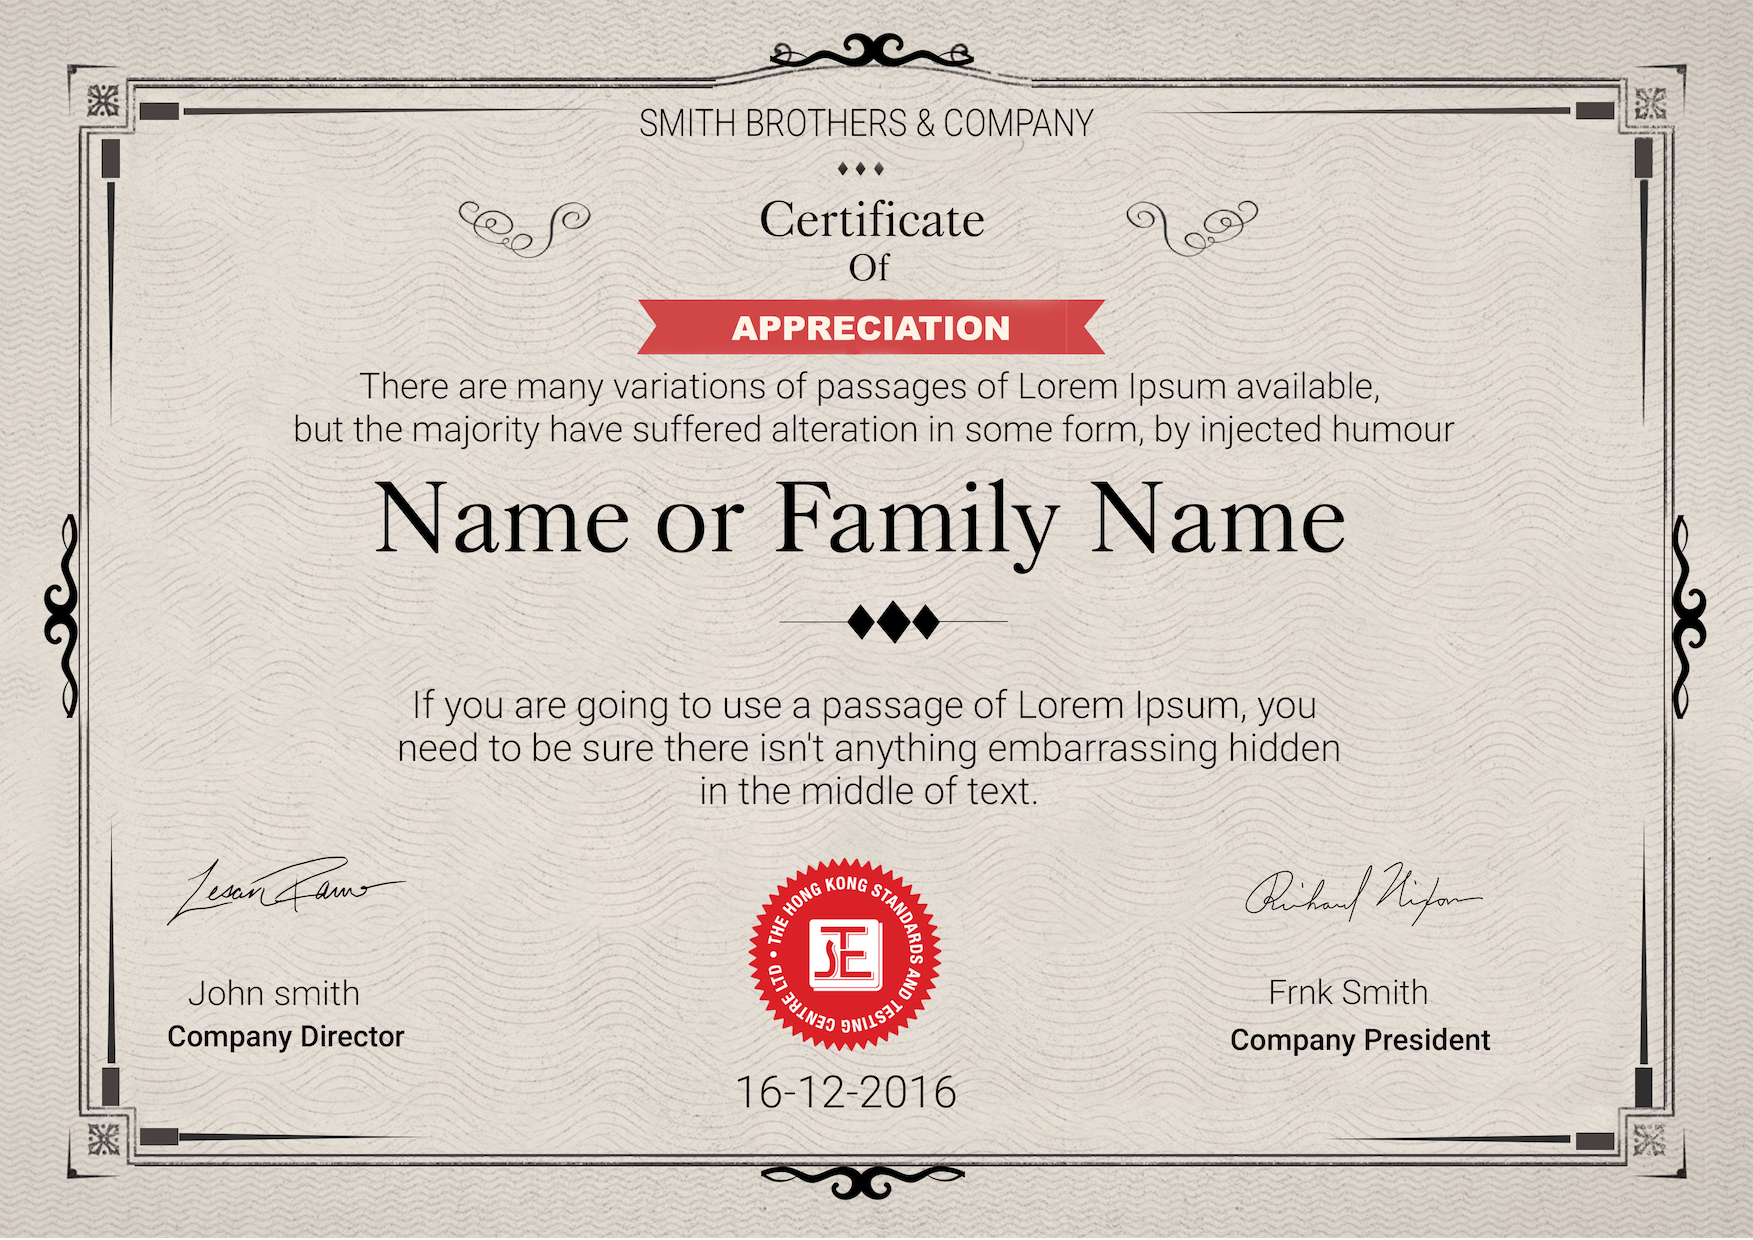 SMITH BROTHERS & COMPANY
Certificate
Of
APPRECIATION
There are many variations of passages of Lorem Ipsum available,
but the majority have suffered alteration in some form, by injected humour
Name or Family Name
If you are going to use a passage of Lorem Ipsum, you
need to be sure there isn't anything embarrassing hidden
in the middle of text.
Richard Nixon
• THE HONG KONG STANDARDS AND TESTING CENTRE LTD
STE
John smith
Company Director
Frnk Smith
Company President
16-12-2016